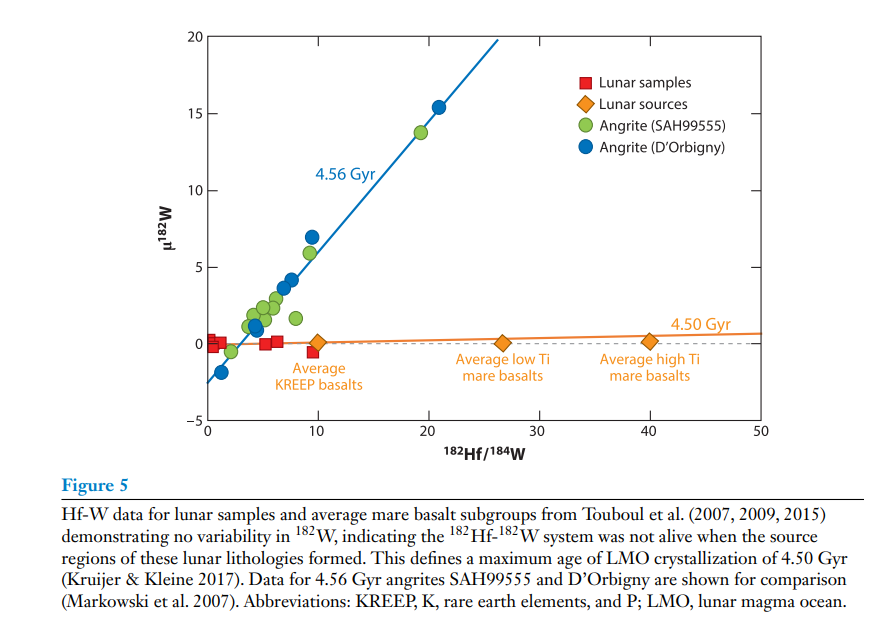 20
15
10
5
0
−5
μ¹⁸²W
0
10
20
30
40
50
¹⁸²Hf/¹⁸⁴W
Lunar samples
Lunar sources
Angrite (SAH99555)
Angrite (D’Orbigny)
4.56 Gyr
4.50 Gyr
Average
KREEP basalts
Average low Ti
mare basalts
Average high Ti
mare basalts
Figure 5
Hf-W data for lunar samples and average mare basalt subgroups from Touboul et al. (2007, 2009, 2015)
demonstrating no variability in ¹⁸²W, indicating the ¹⁸²Hf-¹⁸²W system was not alive when the source
regions of these lunar lithologies formed. This defines a maximum age of LMO crystallization of 4.50 Gyr
(Kruijer & Kleine 2017). Data for 4.56 Gyr angrites SAH99555 and D’Orbigny are shown for comparison
(Markowski et al. 2007). Abbreviations: KREEP, K, rare earth elements, and P; LMO, lunar magma ocean.